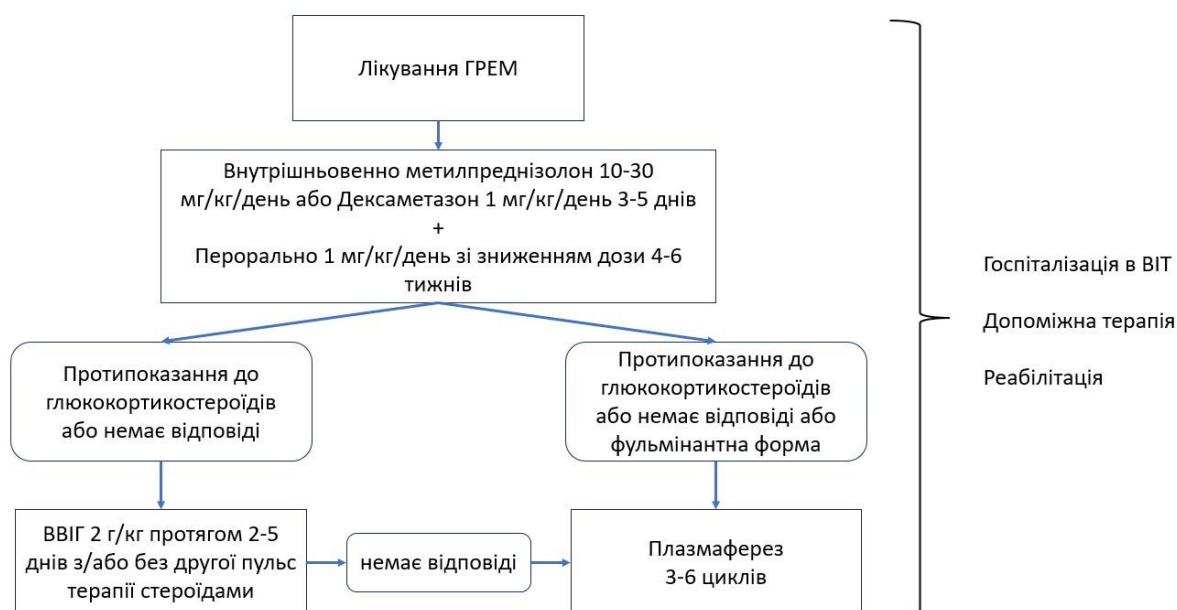 Лікування ГРЕМ
Внутрішньовенно метилпреднізолон 10-30
мг/кг/день або Дексаметазон 1 мг/кг/день 3-5 днів
+
Перорально 1 мг/кг/день зі зниженням дози 4-6
тижнів
Протипоказання до
глюкокортикостероїдів
або немає відповіді
Протипоказання до
глюкокортикостероїдів
або немає відповіді або
фульмінантна форма
ВВІГ 2 г/кг протягом 2-5
днів з/або без другої пульс
терапії стероїдами
немає відповіді
Плазмаферез
3-6 циклів
Госпіталізація в ВІТ
Допоміжна терапія
Реабілітація